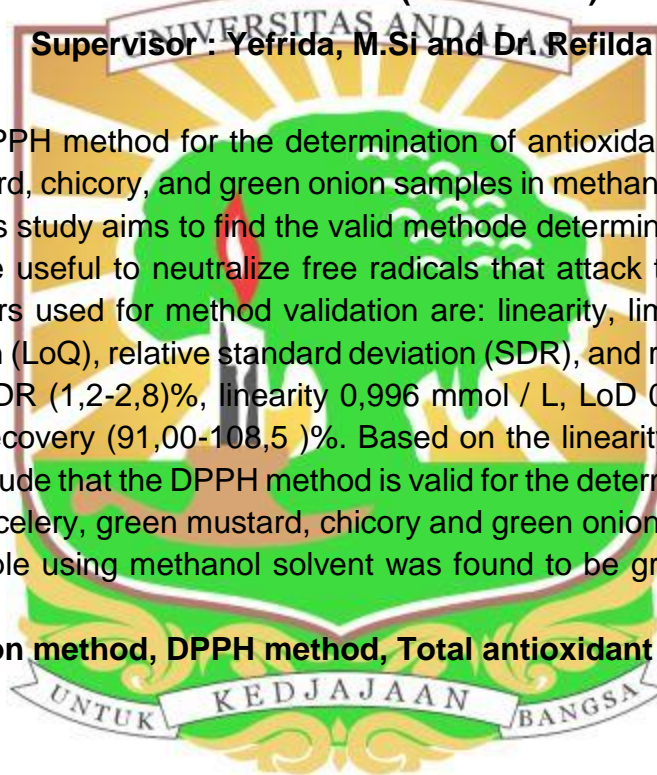 UNIVERSITAS ANDALAS
Supervisor : Yefrida, M.Si and Dr. Refilda
PPH method for the determination of antioxida
rd, chicory, and green onion samples in methan
s study aims to find the valid methode determin
e useful to neutralize free radicals that attack t
rs used for method validation are: linearity, lim
n (LoQ), relative standard deviation (SDR), and r
DR (1,2-2,8)%, linearity 0,996 mmol / L, LoD 0
ecovery (91,00-108,5 )%. Based on the linearit
ude that the DPPH method is valid for the deter
celery, green mustard, chicory and green onion
ple using methanol solvent was found to be gr
on method, DPPH method, Total antioxidant
UNTUK KEDJAJAAN BANGSA